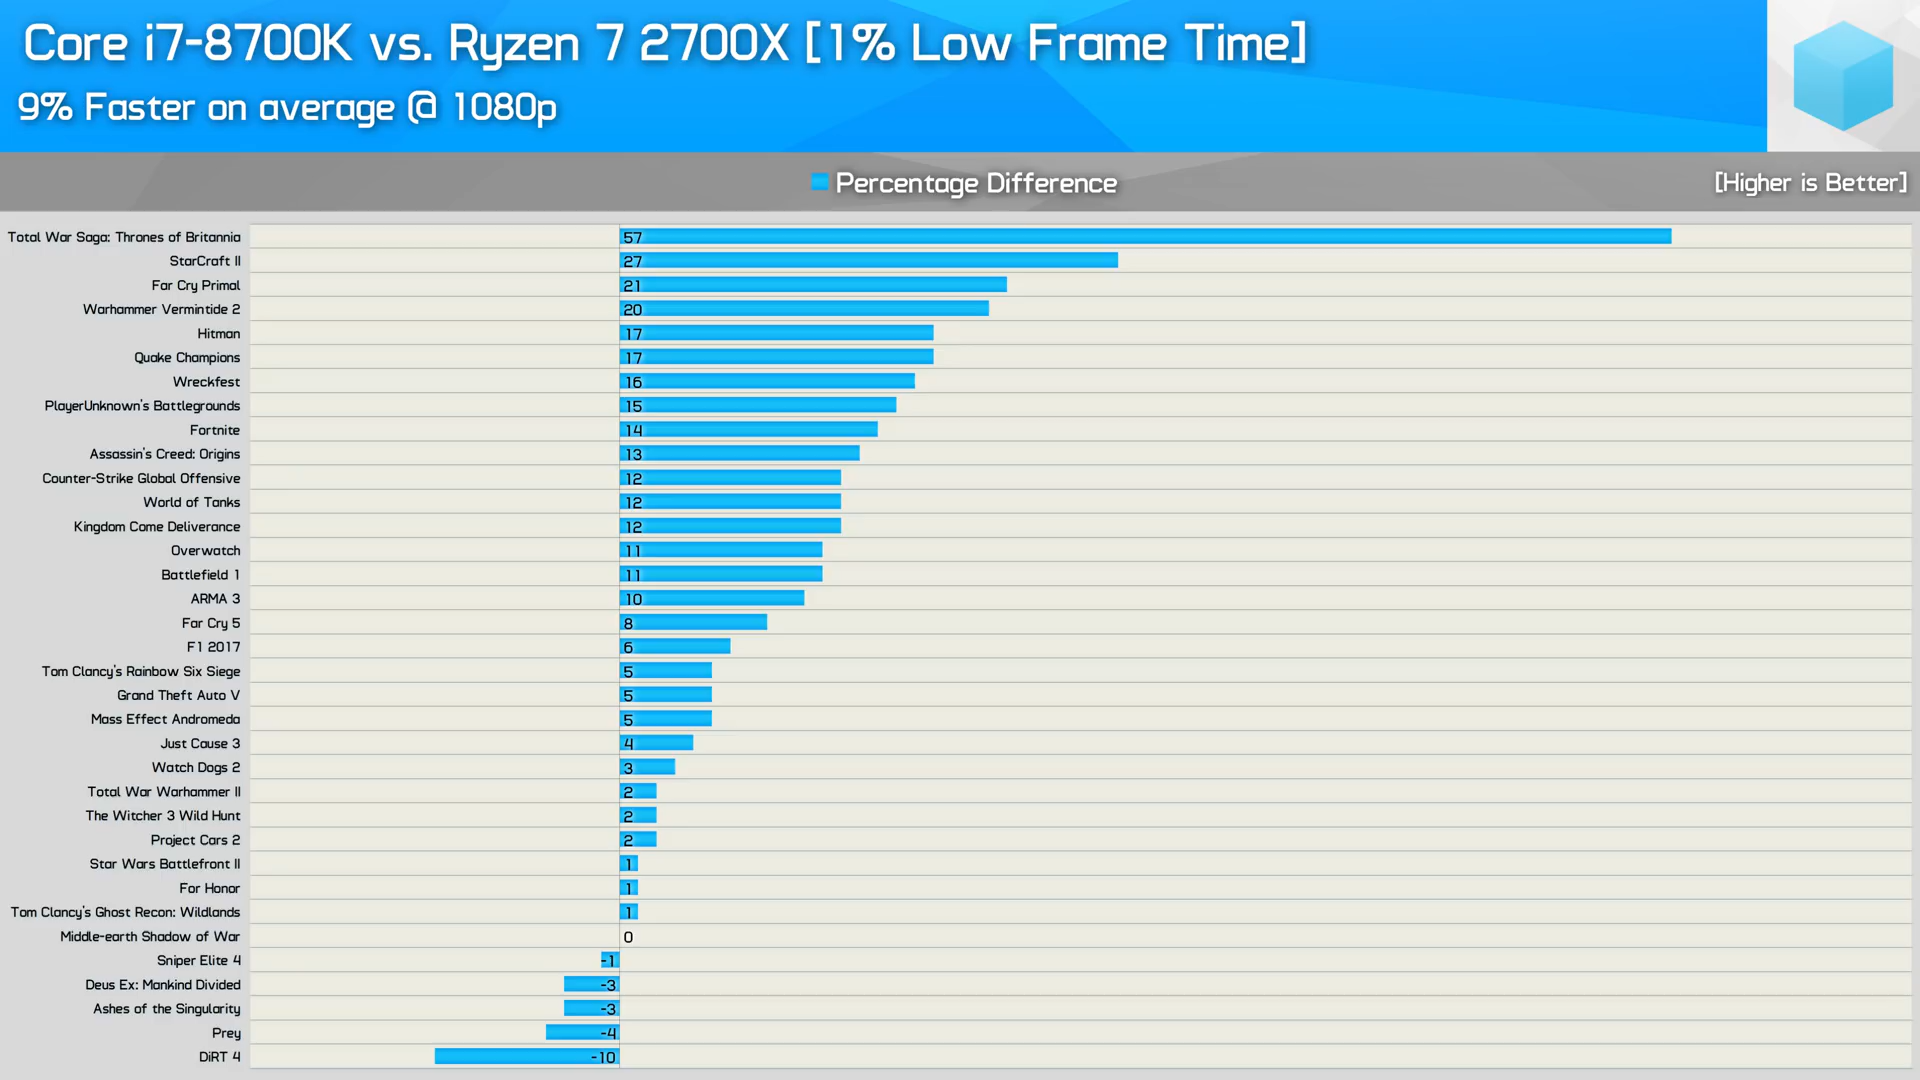 Core i7-8700K vs. Ryzen 7 2700X [1% Low Frame Time]
9% Faster on average @ 1080p
Percentage Difference
[Higher is Better]
Total War Saga: Thrones of Britannia 57
StarCraft II 27
Far Cry Primal 21
Warhammer Vermintide 2 20
Hitman 17
Quake Champions 17
Wreckfest 16
PlayerUnknown's Battlegrounds 15
Fortnite 14
Assassin's Creed: Origins 13
Counter-Strike Global Offensive 12
World of Tanks 12
Kingdom Come Deliverance 12
Overwatch 11
Battlefield 1 11
ARMA 3 10
Far Cry 5 8
F1 2017 6
Tom Clancy's Rainbow Six Siege 5
Grand Theft Auto V 5
Mass Effect Andromeda 5
Just Cause 3 4
Watch Dogs 2 3
Total War Warhammer II 2
The Witcher 3 Wild Hunt 2
Project Cars 2 2
Star Wars Battlefront II 1
For Honor 1
Tom Clancy's Ghost Recon: Wildlands 1
Middle-earth Shadow of War 0
Sniper Elite 4 -1
Deus Ex: Mankind Divided -3
Ashes of the Singularity -3
Prey -4
DiRT 4 -10